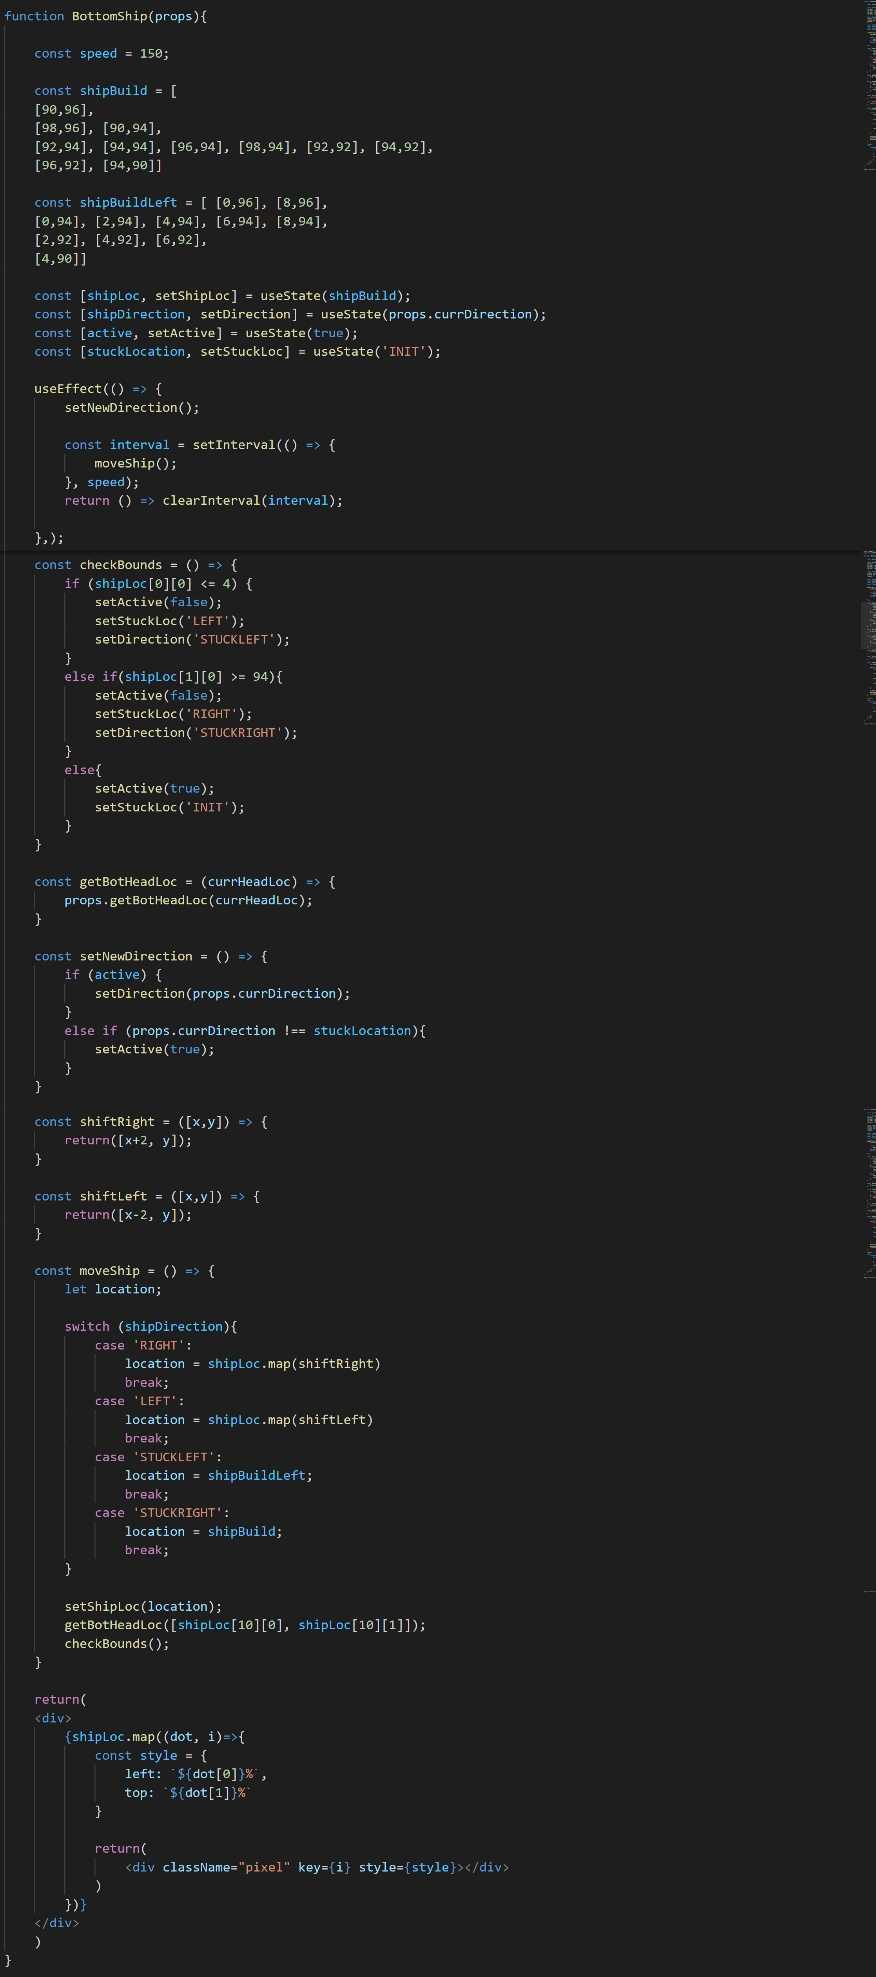 function BottomShip(props){
const speed = 150;
const shipBuild = [
[90,96],
[98,96], [90,94],
[92,94], [94,94], [96,94], [98,94], [92,92], [94,92],
[96,92], [94,90]]
const shipBuildLeft = [ [0,96], [8,96],
[0,94], [2,94], [4,94], [6,94], [8,94],
[2,92], [4,92], [6,92],
[4,90]]
const [shipLoc, setShipLoc] = useState(shipBuild);
const [shipDirection, setDirection] = useState(props.currDirection);
const [active, setActive] = useState(true);
const [stuckLocation, setStuckLoc] = useState('INIT');
useEffect(() => {
setNewDirection();
const interval = setInterval(() => {
moveShip();
}, speed);
return () => clearInterval(interval);
},);
const checkBounds = () => {
if (shipLoc[0][0] <= 4) {
setActive(false);
setStuckLoc('LEFT');
setDirection('STUCKLEFT');
}
else if(shipLoc[1][0] >= 94){
setActive(false);
setStuckLoc('RIGHT');
setDirection('STUCKRIGHT');
}
else{
setActive(true);
setStuckLoc('INIT');
}
}
const getBotHeadLoc = (currHeadLoc) => {
props.getBotHeadLoc(currHeadLoc);
}
const setNewDirection = () => {
if (active) {
setDirection(props.currDirection);
}
else if (props.currDirection !== stuckLocation){
setActive(true);
}
}
const shiftRight = ([x,y]) => {
return([x+2, y]);
}
const shiftLeft = ([x,y]) => {
return([x-2, y]);
}
const moveShip = () => {
let location;
switch (shipDirection){
case 'RIGHT':
location = shipLoc.map(shiftRight)
break;
case 'LEFT':
location = shipLoc.map(shiftLeft)
break;
case 'STUCKLEFT':
location = shipBuildLeft;
break;
case 'STUCKRIGHT':
location = shipBuild;
break;
}
setShipLoc(location);
getBotHeadLoc([shipLoc[10][0], shipLoc[10][1]]);
checkBounds();
}
return(
<div>
{shipLoc.map((dot, i)=>{
const style = {
left: `${dot[0]}%`,
top: `${dot[1]}%`
}
return(
<div className="pixel" key={i} style={style}></div>
)
})}
</div>
)
}